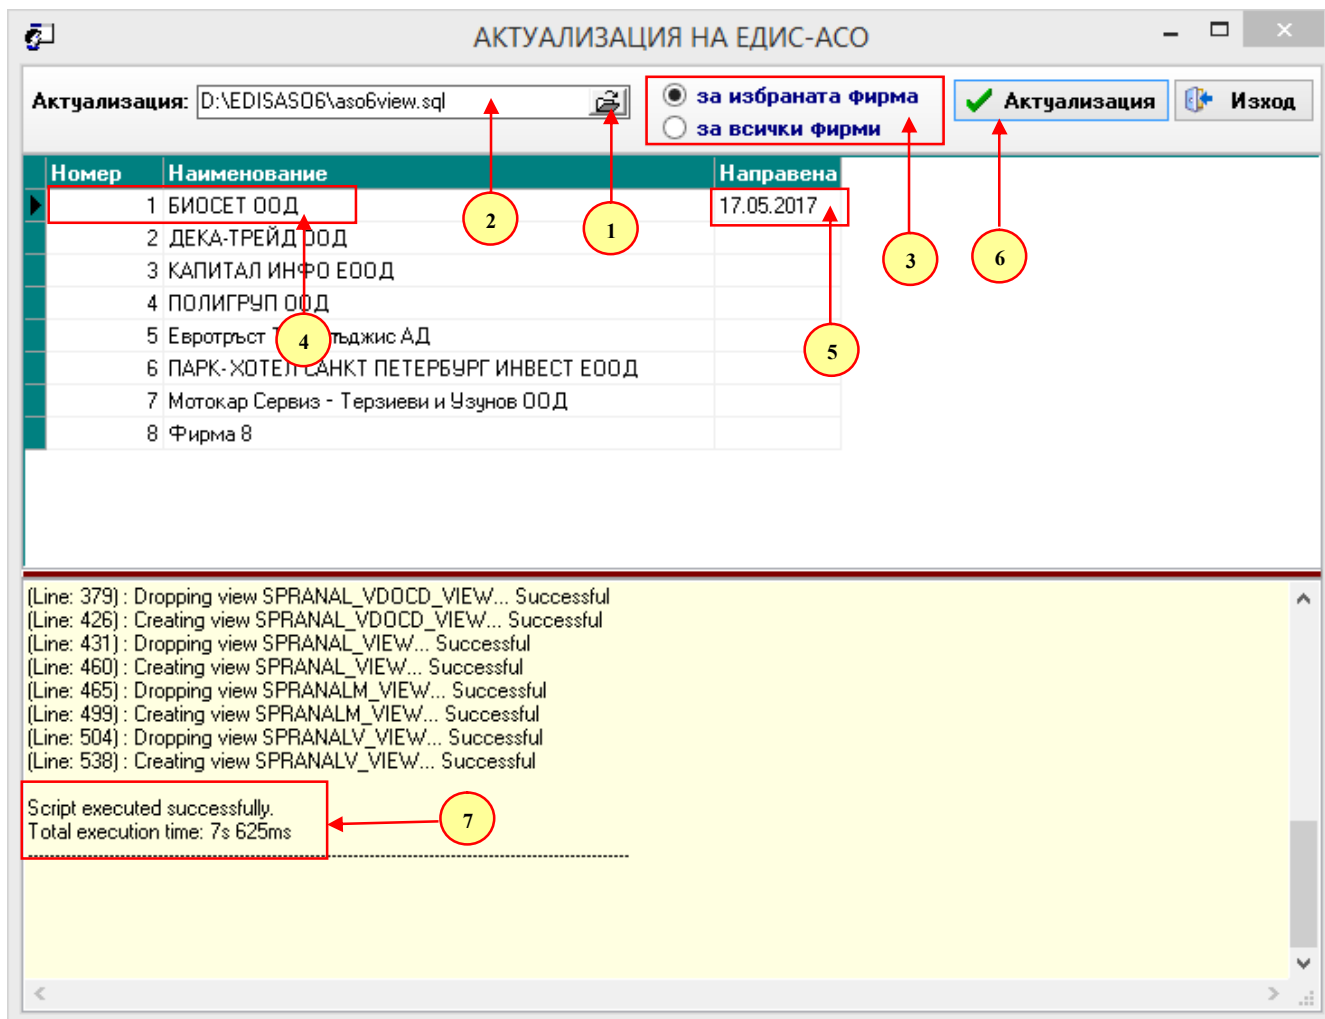 АКТУАЛИЗАЦИЯ НА ЕДИС-АСО
Актуализация: D:\EDISASO6\aso6view.sql
за избраната фирма
за всички фирми
Актуализация
Изход
Номер Наименование Направена
1 БИОСЕТ ООД 17.05.2017
2 ДЕКА-ТРЕЙД ООД
3 КАПИТАЛ ИНФО ЕООД
4 ПОЛИГРУП ООД
5 Евротръст АД
6 ПАРК-ХОТЕЛ САНКТ ПЕТЕРБУРГ ИНВЕСТ ЕООД
7 Мотокар Сервиз - Терзиеви и Узунов ООД
8 Фирма 8
2
1
3
6
4
5
(Line: 379) : Dropping view SPRANAL_VDOCD_VIEW... Successful
(Line: 426) : Creating view SPRANAL_VDOCD_VIEW... Successful
(Line: 431) : Dropping view SPRANAL_VIEW... Successful
(Line: 460) : Creating view SPRANAL_VIEW... Successful
(Line: 465) : Dropping view SPRANALM_VIEW... Successful
(Line: 499) : Creating view SPRANALM_VIEW... Successful
(Line: 504) : Dropping view SPRANALV_VIEW... Successful
(Line: 538) : Creating view SPRANALV_VIEW... Successful
Script executed successfully.
Total execution time: 7s 625ms
7